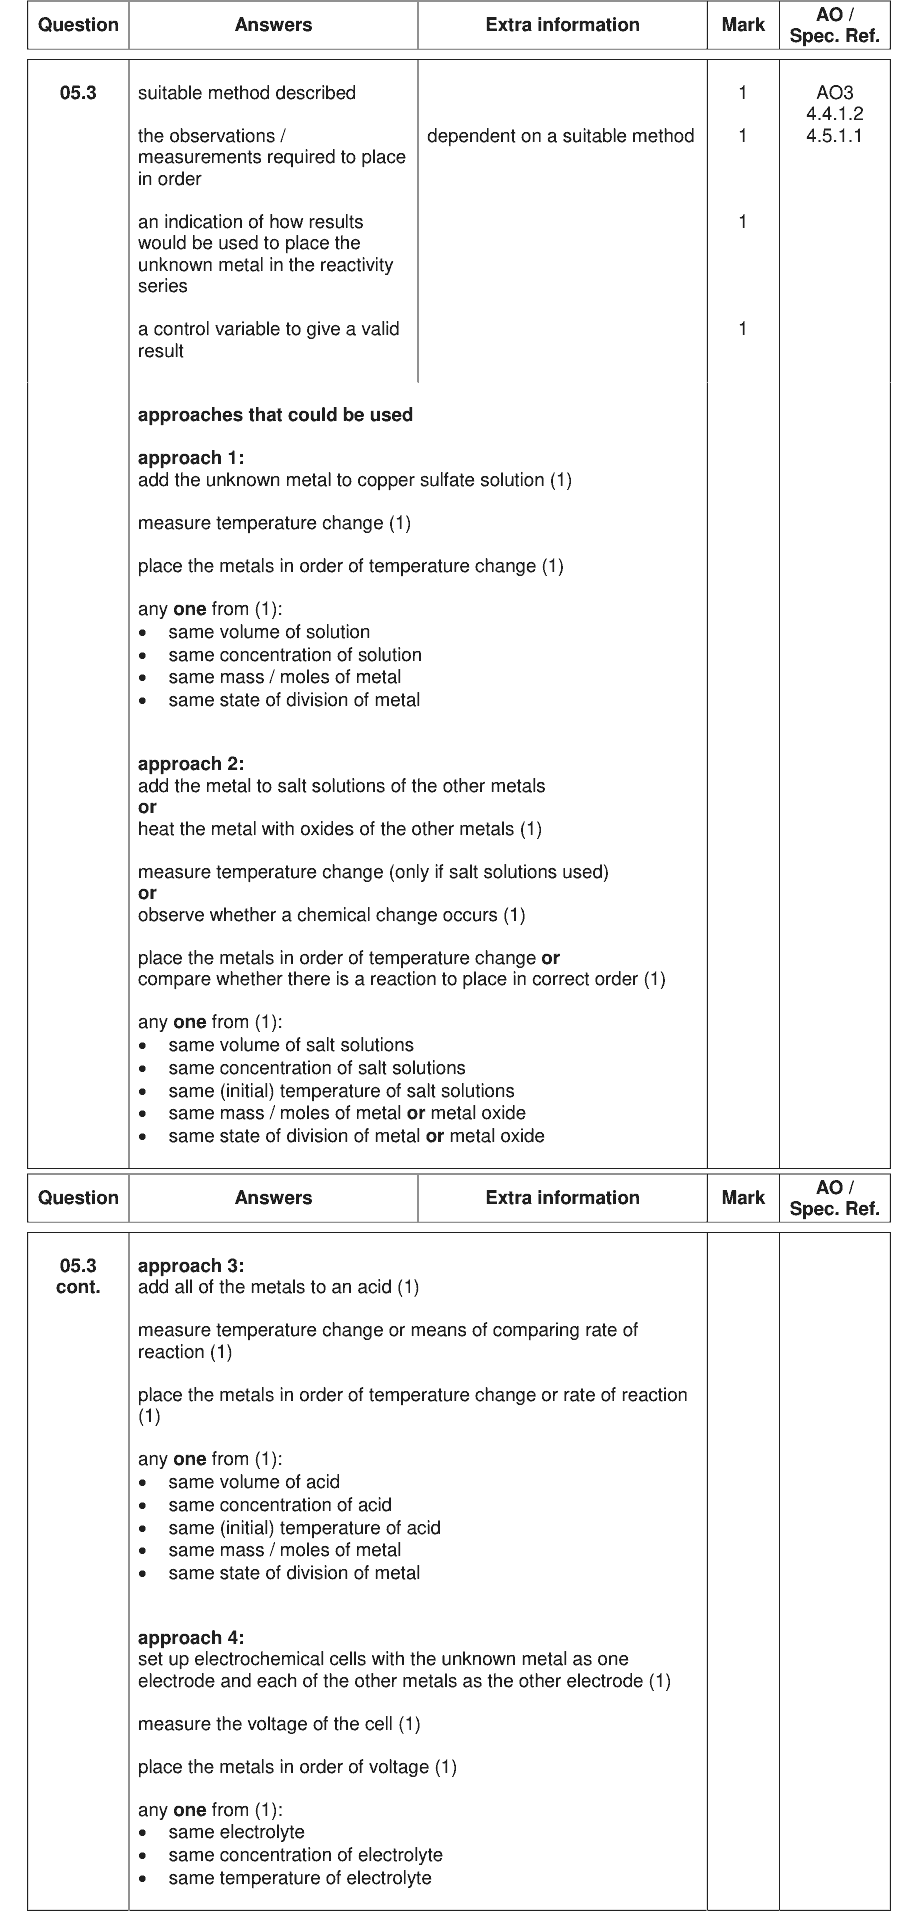 Question Answers Extra information Mark AO /
Spec. Ref.
05.3 suitable method described 1 AO3
4.4.1.2
the observations / dependent on a suitable method 1 4.5.1.1
measurements required to place
in order
an indication of how results 1
would be used to place the
unknown metal in the reactivity
series
a control variable to give a valid 1
result
approaches that could be used
approach 1:
add the unknown metal to copper sulfate solution (1)
measure temperature change (1)
place the metals in order of temperature change (1)
any one from (1):
• same volume of solution
• same concentration of solution
• same mass / moles of metal
• same state of division of metal
approach 2:
add the metal to salt solutions of the other metals
or
heat the metal with oxides of the other metals (1)
measure temperature change (only if salt solutions used)
or
observe whether a chemical change occurs (1)
place the metals in order of temperature change or
compare whether there is a reaction to place in correct order (1)
any one from (1):
• same volume of salt solutions
• same concentration of salt solutions
• same (initial) temperature of salt solutions
• same mass / moles of metal or metal oxide
• same state of division of metal or metal oxide
Question Answers Extra information Mark AO /
Spec. Ref.
05.3 approach 3:
cont. add all of the metals to an acid (1)
measure temperature change or means of comparing rate of
reaction (1)
place the metals in order of temperature change or rate of reaction
(1)
any one from (1):
• same volume of acid
• same concentration of acid
• same (initial) temperature of acid
• same mass / moles of metal
• same state of division of metal
approach 4:
set up electrochemical cells with the unknown metal as one
electrode and each of the other metals as the other electrode (1)
measure the voltage of the cell (1)
place the metals in order of voltage (1)
any one from (1):
• same electrolyte
• same concentration of electrolyte
• same temperature of electrolyte